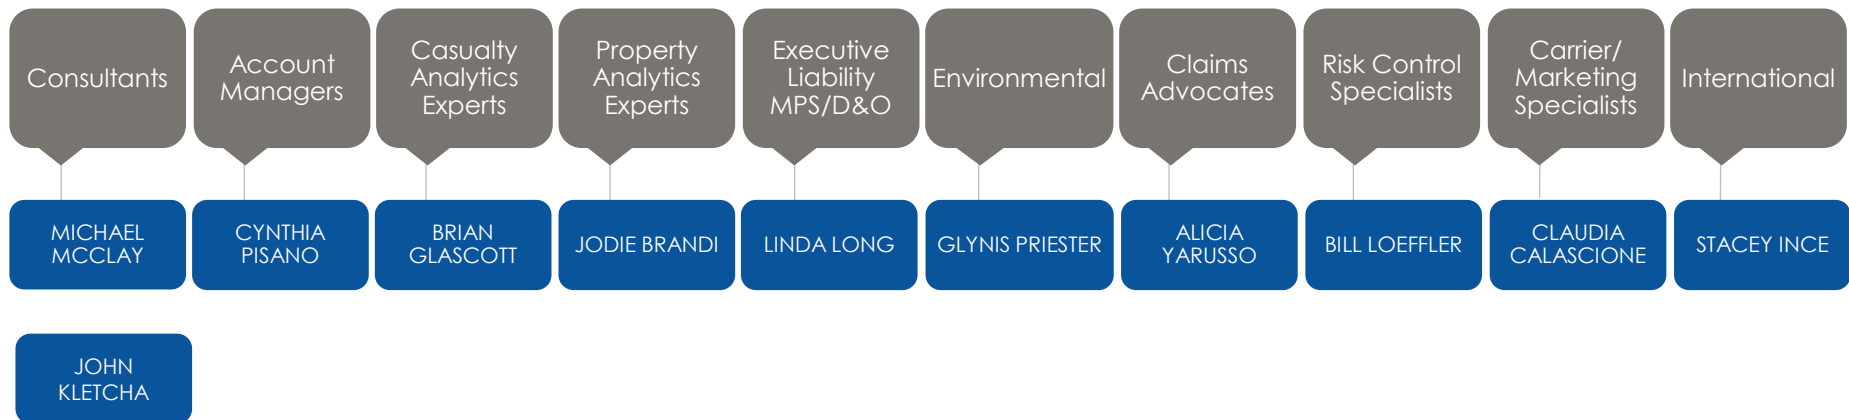 Consultants
Account
Managers
Casualty
Analytics
Experts
Property
Analytics
Experts
Executive
Liability
MPS/D&O
Environmental
Claims
Advocates
Risk Control
Specialists
Carrier/
Marketing
Specialists
International
MICHAEL
MCCLAY
CYNTHIA
PISANO
BRIAN
GLASCOTT
JODIE BRANDI
LINDA LONG
GLYNIS PRIESTER
ALICIA
YARUSSO
BILL LOEFFLER
CLAUDIA
CALASCIONE
STACEY INCE
JOHN
KLETCHA